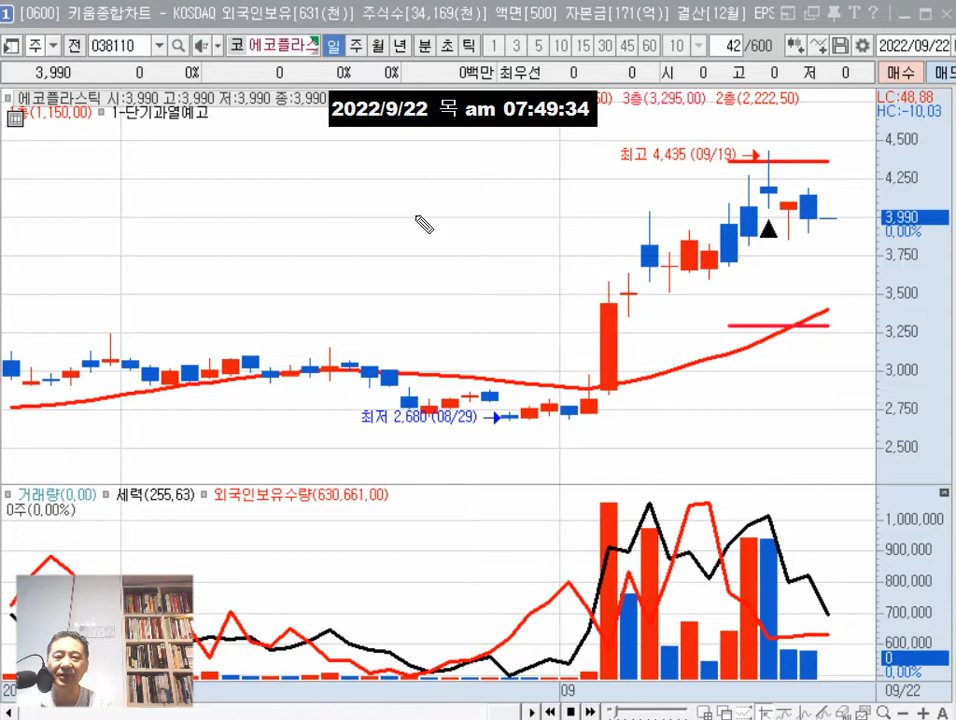 1 [0600] 키움종합차트 - KOSDAQ 외국인보유[631(천)] 주식수[34,169(천)] 액면[500] 자본금[171(억)] 결산[12월] EPS
주 전 038110 코 에코플라스 일 주 월 년 분 초 틱 1 3 5 10 15 30 45 60 10 42 /600 2022/09/22
3,990 0 0% 0 0% 0% 0백만 최우선 0 0 시 0 고 0 저 0 매수
에코플라스틱 시:3,990 고:3,990 저:3,990 종:3,990 3층(3,295,00) 2층(2,222,50) LC:48,88
(1,150,00) 1-단기과열예고 HC:-10,03
2022/9/22 목 am 07:49:34
4,500
최고 4,435 (09/19)
4,250
3,990
0,00%
3,750
3,500
3,250
3,000
2,750
최저 2,680 (08/29)
2,500
거래량(0,00) 세력(255,63) 외국인보유수량(630,661,00)
0주(0,00%)
1,000,000
900,000
800,000
700,000
600,000
0
0,00%
09 09/22